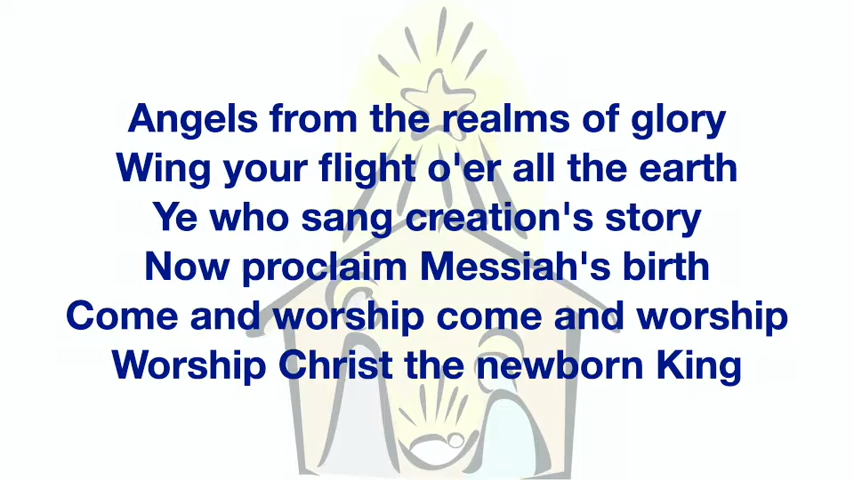 Angels from the realms of glory
Wing your flight o'er all the earth
Ye who sang creation's story
Now proclaim Messiah's birth
Come and worship come and worship
Worship Christ the newborn King